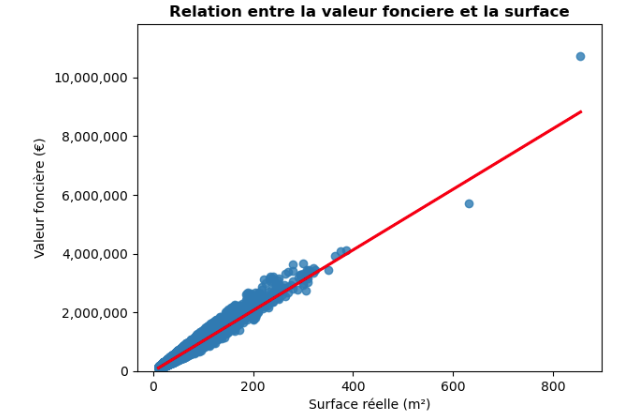 Relation entre la valeur fonciere et la surface
10,000,000
8,000,000
6,000,000
4,000,000
2,000,000
0
Valeur foncière (€)
0 200 400 600 800
Surface réelle (m²)